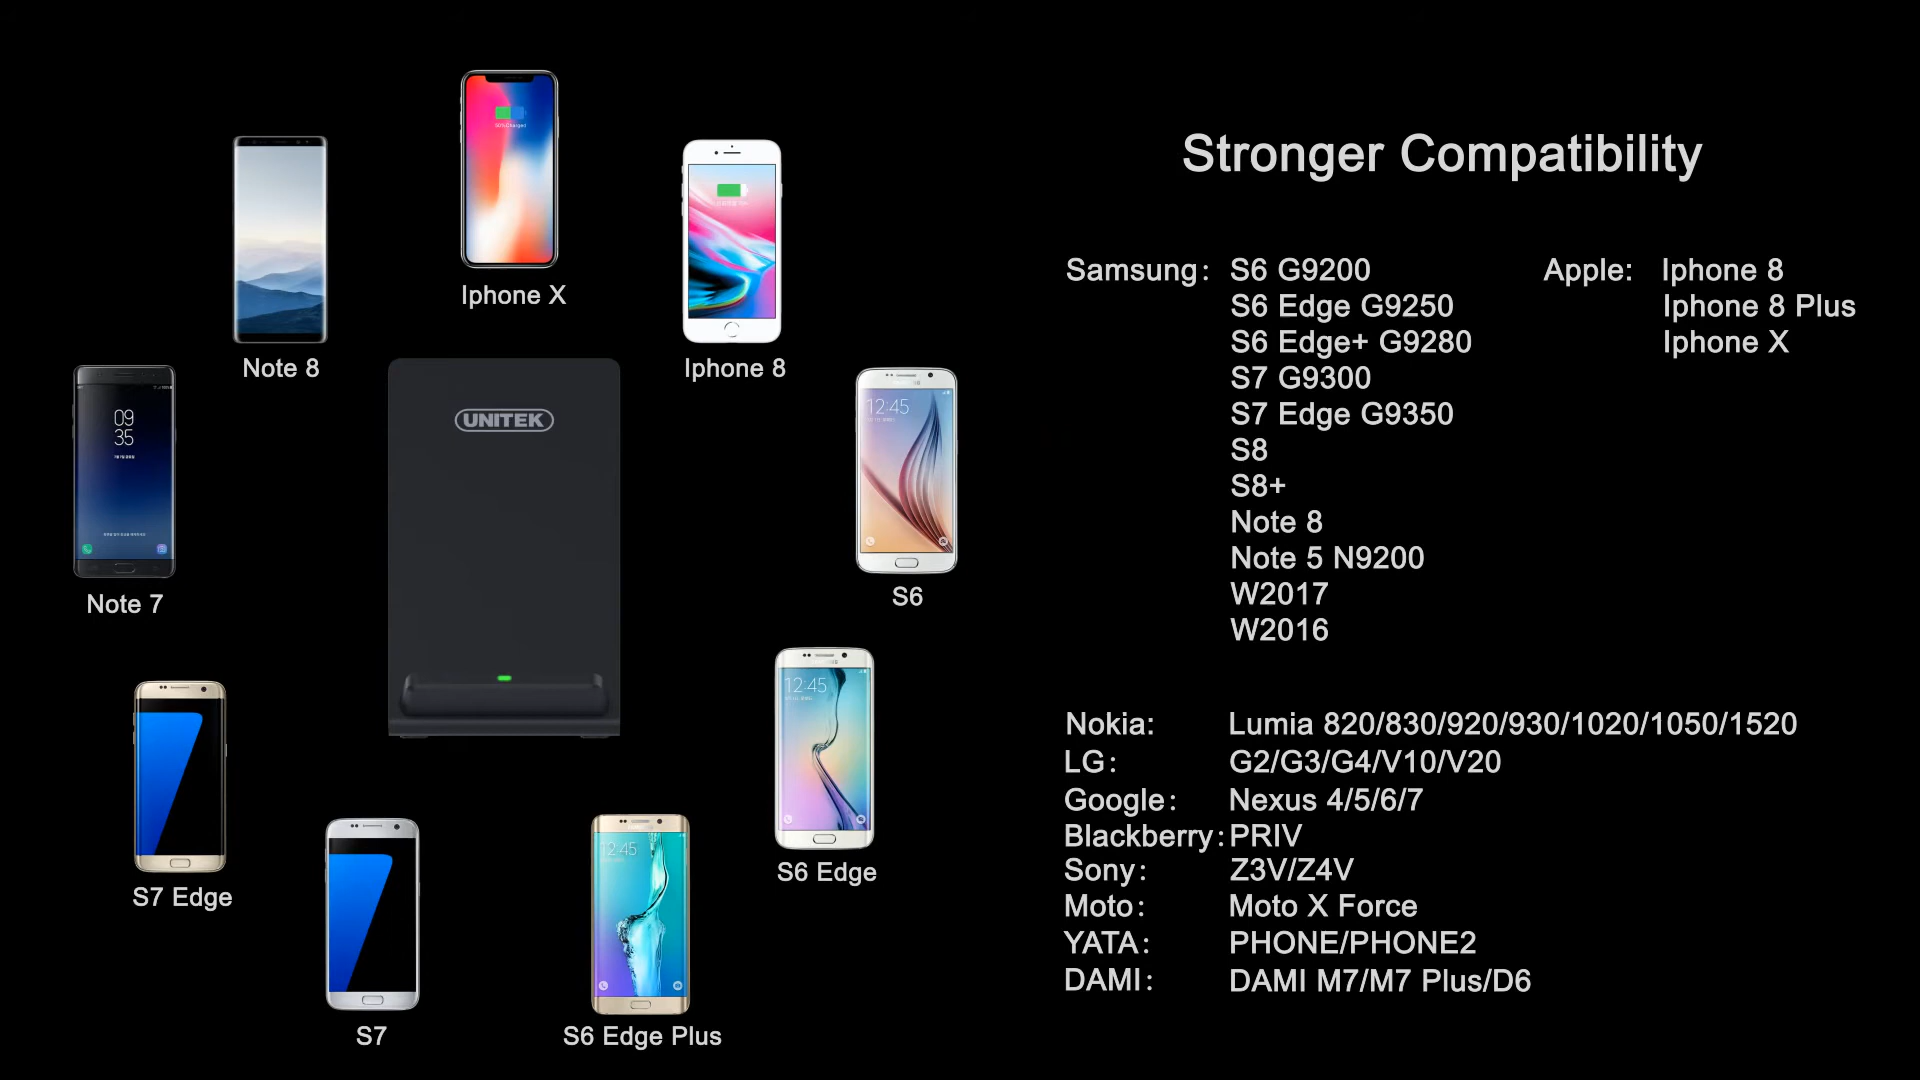 Stronger Compatibility
Samsung: S6 G9200
S6 Edge G9250
S6 Edge+ G9280
S7 G9300
S7 Edge G9350
S8
S8+
Note 8
Note 5 N9200
W2017
W2016
Apple: Iphone 8
Iphone 8 Plus
Iphone X
Nokia: Lumia 820/830/920/930/1020/1050/1520
LG: G2/G3/G4/V10/V20
Google: Nexus 4/5/6/7
Blackberry: PRIV
Sony: Z3V/Z4V
Moto: Moto X Force
YATA: PHONE/PHONE2
DAMI: DAMI M7/M7 Plus/D6
50% Charged
Iphone X
Note 8
Iphone 8
UNITEK
09
35
Note 7
12:45
S6
12:45
S6 Edge
S7 Edge
S7
12:45
S6 Edge Plus